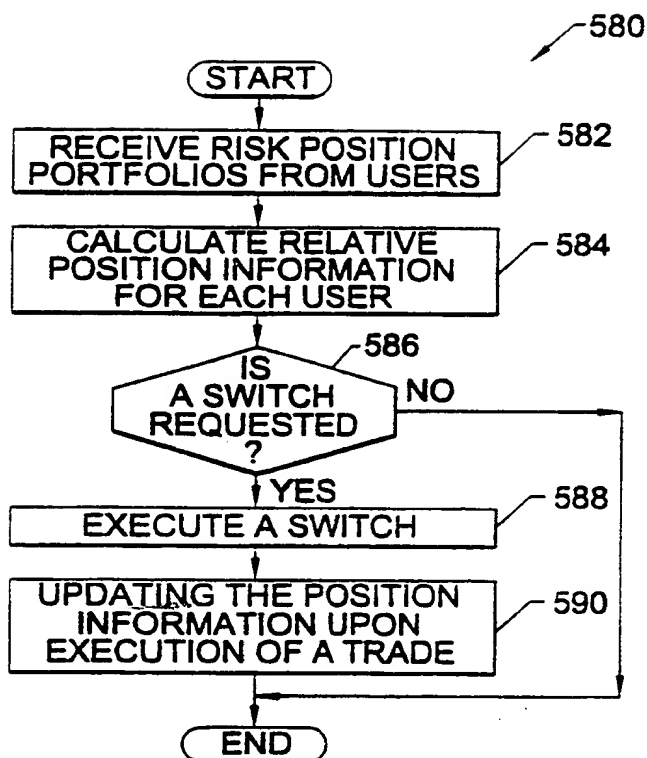 580
START
RECEIVE RISK POSITION
PORTFOLIOS FROM USERS
582
CALCULATE RELATIVE
POSITION INFORMATION
FOR EACH USER
584
586
IS
A SWITCH
REQUESTED
?
NO
YES
EXECUTE A SWITCH
588
UPDATING THE POSITION
INFORMATION UPON
EXECUTION OF A TRADE
590
END